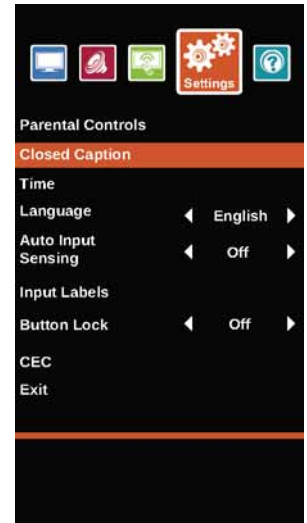 Settings
Parental Controls
Closed Caption
Time
Language English
Auto Input
Sensing Off
Input Labels
Button Lock Off
CEC
Exit